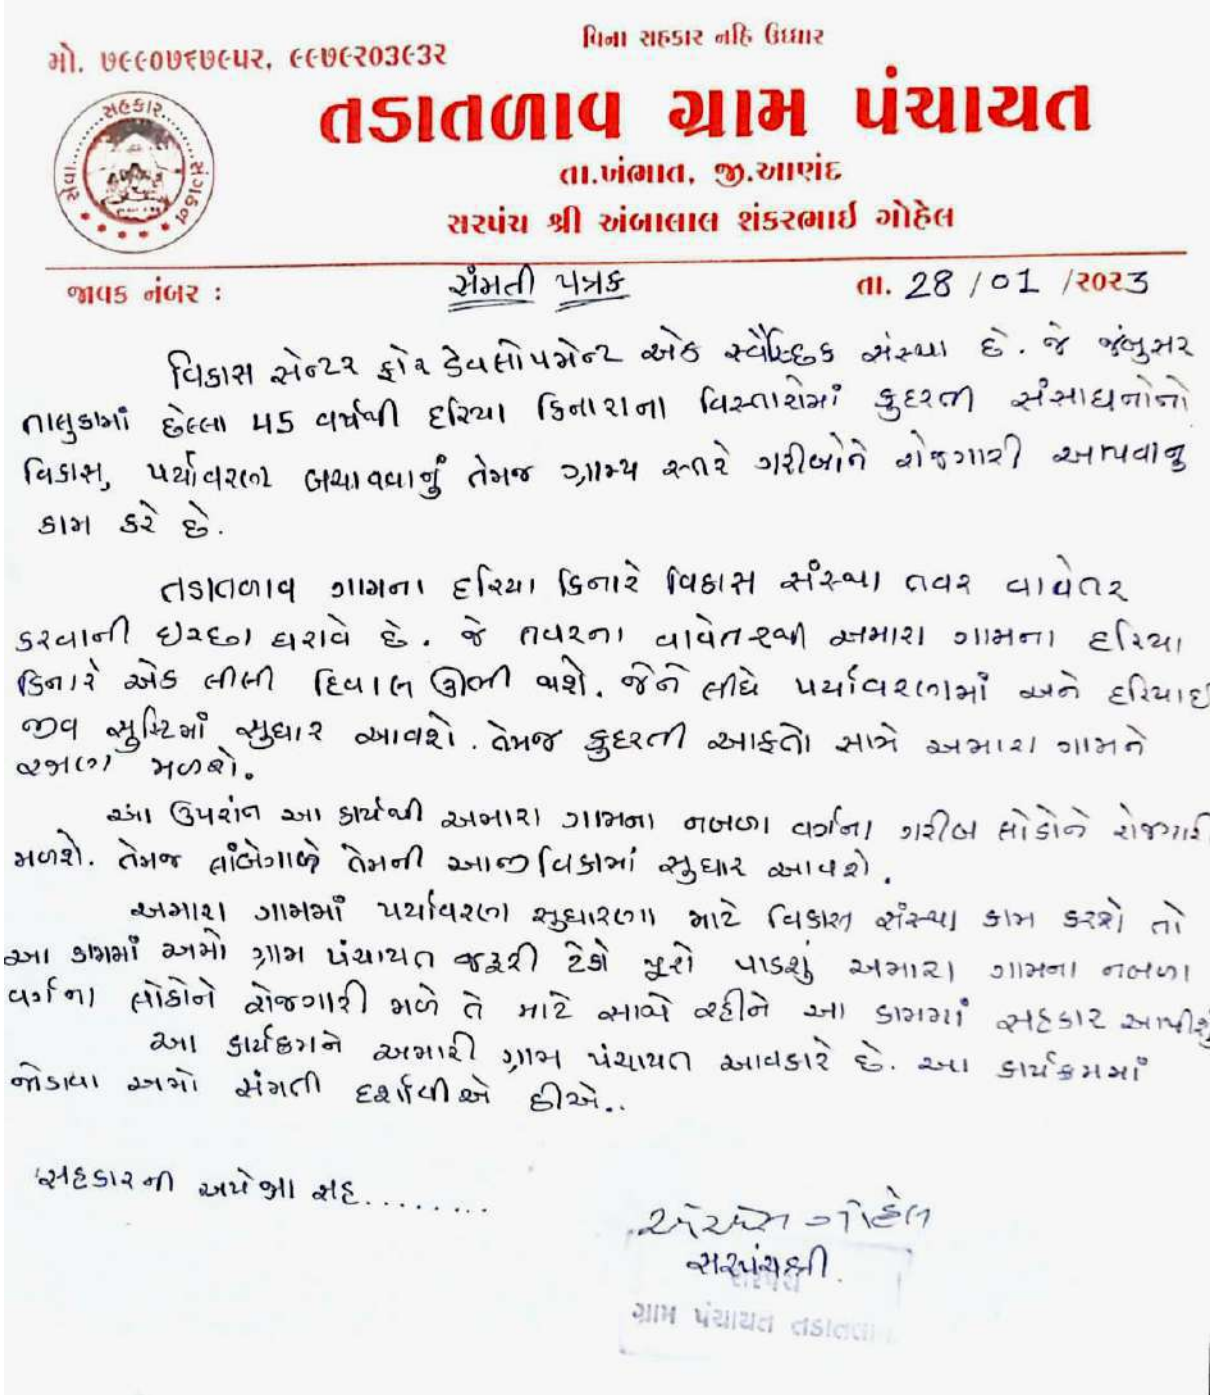 વિના સહકાર નહિ ઉધ્ધાર
મો. ૭૯૯૦૭૬૭૯૫૨, ૯૯૭૯૨૦૩૯૩૨
તડાતળાવ ગ્રામ પંચાયત
તા.ખંભાત, જી.આણંદ
સરપંચ શ્રી અંબાલાલ શંકરભાઈ ગોહેલ
સેવા સહકાર સંગઠન
જાવક નંબર :
સંમતી પત્રક
તા. 28 / 01 /૨૦૨3
વિકાસ સેન્ટર ફોર ડેવલોપમેન્ટ એક સ્વૈચ્છિક સંસ્થા છે. જે જંબુસર
તાલુકામાં છેલ્લા ૪૫ વર્ષથી દરિયા કિનારાના વિસ્તારોમાં કુદરતી સંસાધનોનો
વિકાસ, પર્યાવરણ બચાવવાનું તેમજ ગ્રામ્ય સ્તરે ગરીબોને રોજગારી આપવાનુ
કામ કરે છે.
તડાતળાવ ગામના દરિયા કિનારે વિકાસ સંસ્થા તવર વાવેતર
કરવાની ઇચ્છા ધરાવે છે. જે તવરના વાવેતરથી અમારા ગામના દરિયા
કિનારે એક લીલી દિવાલ ઊભી થશે. જેને લીધે પર્યાવરણમાં અને દરિયાઇ
જીવ સુષ્ટિમાં સુધાર આવશે. તેમજ કુદરતી આફતો સામે અમારા ગામને
રક્ષણ મળશે.
આં ઉપરાંત આ કાર્યથી અમારા ગામના નબળા વર્ગના ગરીબ લોકોને રોજગારી
મળશે. તેમજ લાંબેગાળે તેમની આજીવિકામાં સુધાર આવશે.
અમારા ગામમાં પર્યાવરણ સુધારણા માટે વિકાસ સંસ્થા કામ કરશે તો
આ કામમાં અમો ગ્રામ પંચાયત જરૂરી ટેકો પુરો પાડશું અમારા ગામના નબળા
વર્ગના લોકોને રોજગારી મળે તે માટે સાથે રહીને આ કામમાં સહકાર આપીશું
આ કાર્યક્રમને અમારી ગ્રામ પંચાયત આવકારે છે. આ કાર્યક્રમમાં
જોડાવા અમો સંમતી દર્શાવીએ છીએ..
સહકારની અપેક્ષા સહ.........
ગોહેલ
સરપંચશ્રી.
સરપંચ
ગ્રામ પંચાયત તડાતળાવ